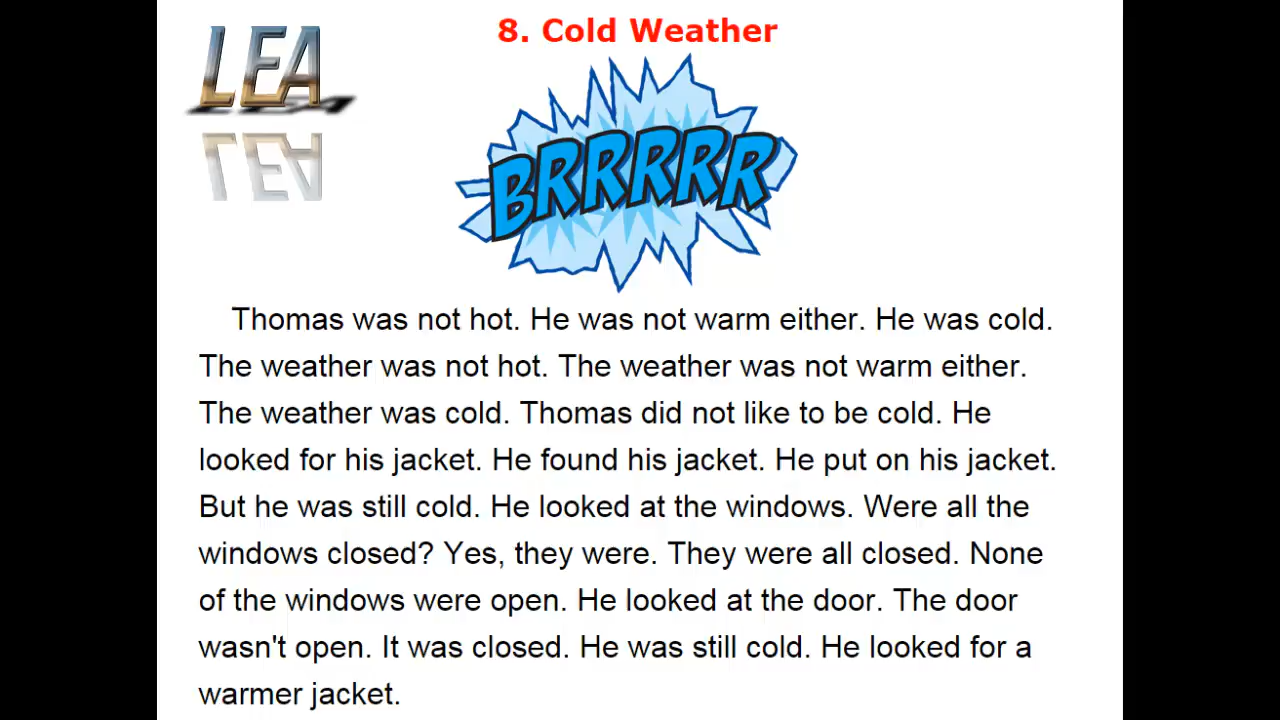 LEA
8. Cold Weather
BRRRRR
Thomas was not hot. He was not warm either. He was cold.
The weather was not hot. The weather was not warm either.
The weather was cold. Thomas did not like to be cold. He
looked for his jacket. He found his jacket. He put on his jacket.
But he was still cold. He looked at the windows. Were all the
windows closed? Yes, they were. They were all closed. None
of the windows were open. He looked at the door. The door
wasn't open. It was closed. He was still cold. He looked for a
warmer jacket.